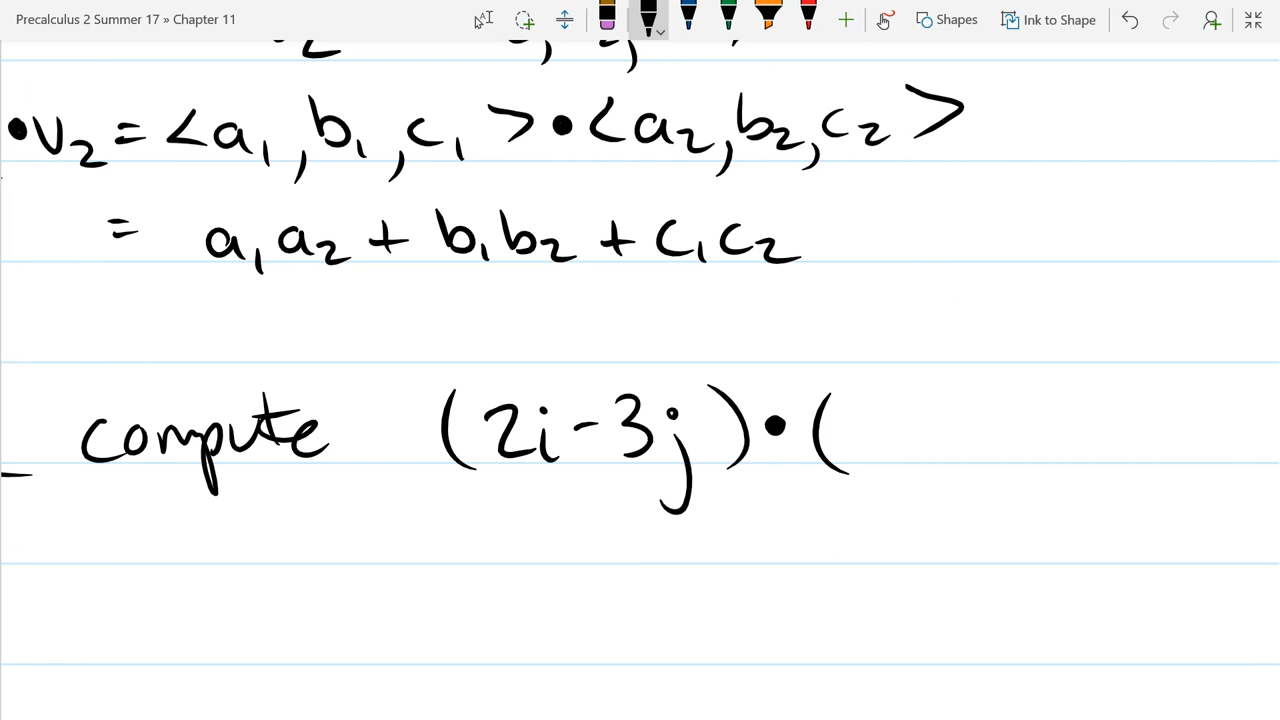 Precalculus 2 Summer 17 » Chapter 11
Shapes
Ink to Shape
•v₂ = <a₁, b₁, c₁> • <a₂, b₂, c₂>
= a₁a₂ + b₁b₂ + c₁c₂
compute (2i-3j)•(